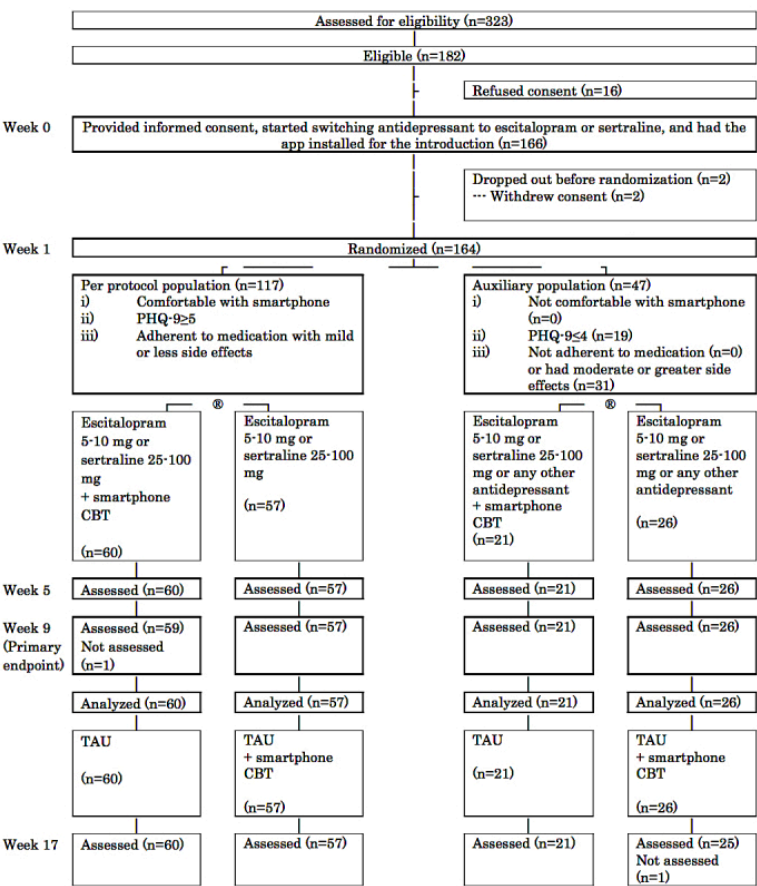 Assessed for eligibility (n=323)
Eligible (n=182)
Refused consent (n=16)
Week 0
Provided informed consent, started switching antidepressant to escitalopram or sertraline, and had the
app installed for the introduction (n=166)
Dropped out before randomization (n=2)
--- Withdrew consent (n=2)
Week 1
Randomized (n=164)
Per protocol population (n=117)
i) Comfortable with smartphone
ii) PHQ-9≥5
iii) Adherent to medication with mild
or less side effects
Auxiliary population (n=47)
i) Not comfortable with smartphone
(n=0)
ii) PHQ-9≤4 (n=19)
iii) Not adherent to medication (n=0)
or had moderate or greater side
effects (n=31)
®
Escitalopram
5-10 mg or
sertraline 25-100
mg
+ smartphone
CBT
(n=60)
Escitalopram
5-10 mg or
sertraline 25-100
mg
(n=57)
®
Escitalopram
5-10 mg or
sertraline 25-100
mg or any other
antidepressant
+ smartphone
CBT
(n=21)
Escitalopram
5-10 mg or
sertraline 25-100
mg or any other
antidepressant
(n=26)
Week 5
Assessed (n=60)
Assessed (n=57)
Assessed (n=21)
Assessed (n=26)
Week 9
(Primary
endpoint)
Assessed (n=59)
Not assessed
(n=1)
Assessed (n=57)
Assessed (n=21)
Assessed (n=26)
Analyzed (n=60)
Analyzed (n=57)
Analyzed (n=21)
Analyzed (n=26)
TAU
(n=60)
TAU
+ smartphone
CBT
(n=57)
TAU
(n=21)
TAU
+ smartphone
CBT
(n=26)
Week 17
Assessed (n=60)
Assessed (n=57)
Assessed (n=21)
Assessed (n=25)
Not assessed
(n=1)